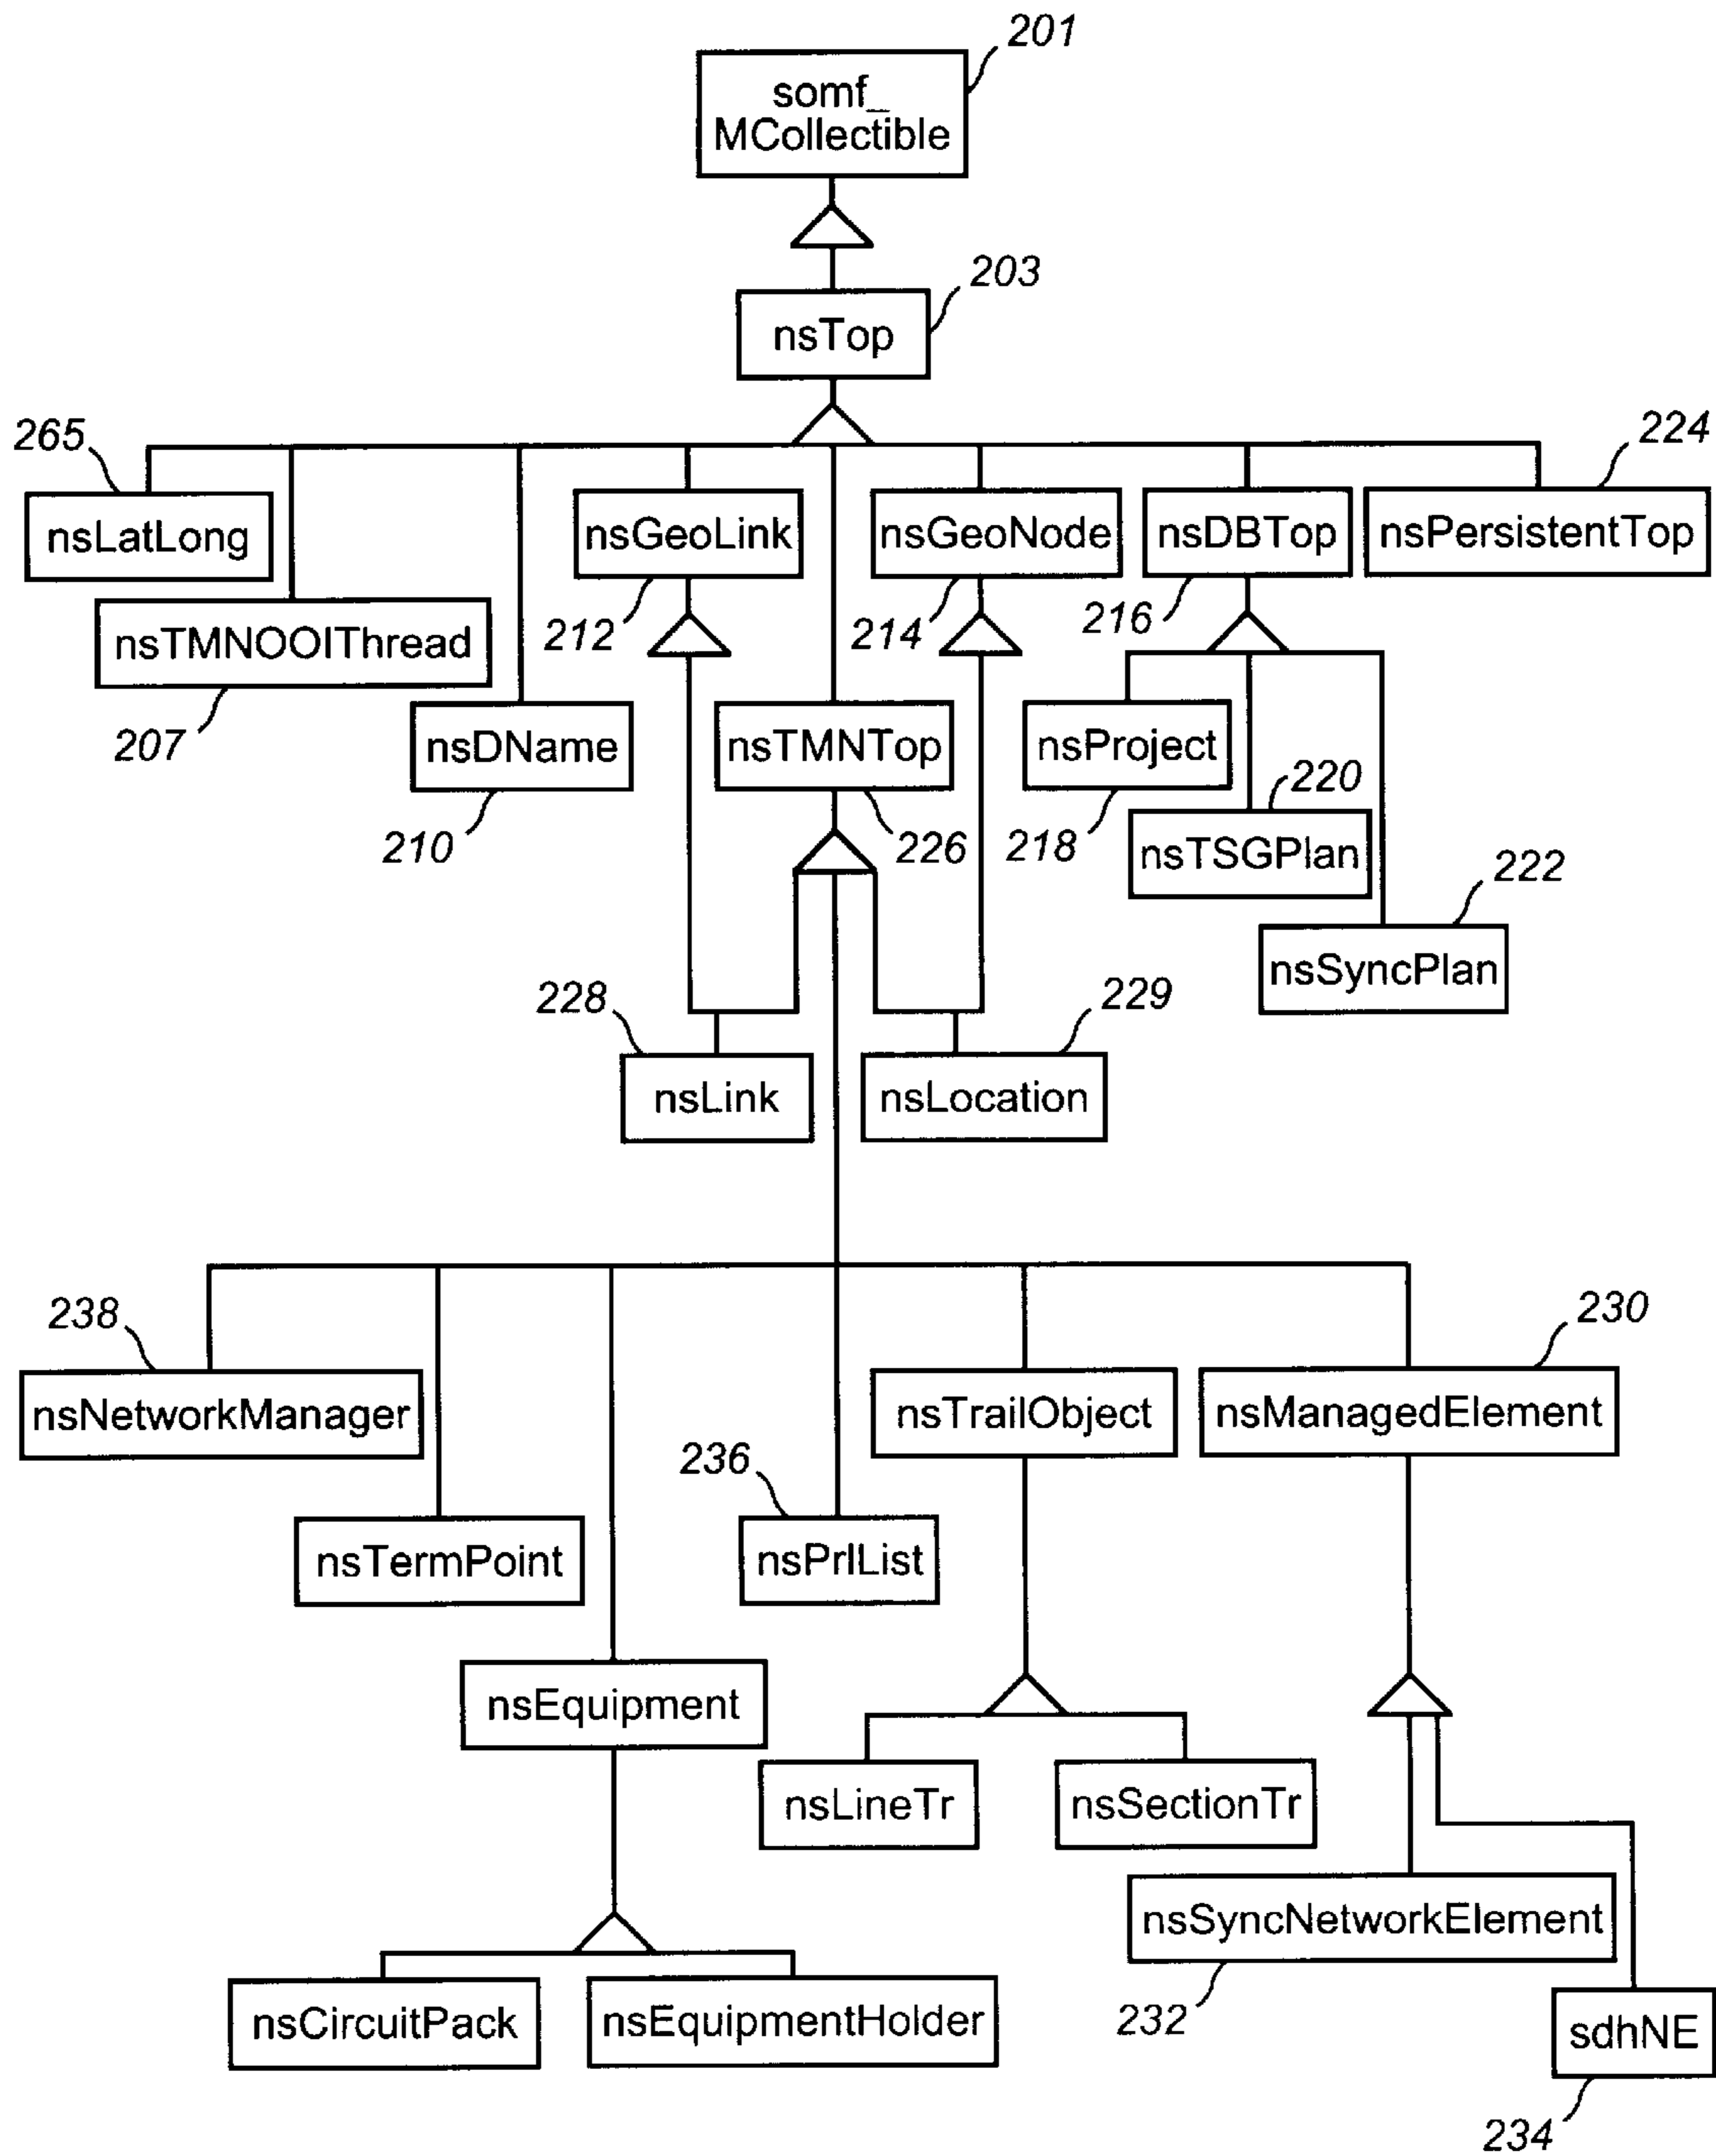 201
somf_
MCollectible
203
nsTop
265
224
nsLatLong
nsGeoLink
nsGeoNode
nsDBTop
nsPersistentTop
212
214
216
nsTMNOOIThread
207
nsDName
nsTMNTop
nsProject
220
210
226
218
nsTSGPlan
222
nsSyncPlan
228
229
nsLink
nsLocation
238
230
nsNetworkManager
nsTrailObject
nsManagedElement
236
nsTermPoint
nsPrlList
nsEquipment
nsLineTr
nsSectionTr
nsSyncNetworkElement
nsCircuitPack
nsEquipmentHolder
232
sdhNE
234